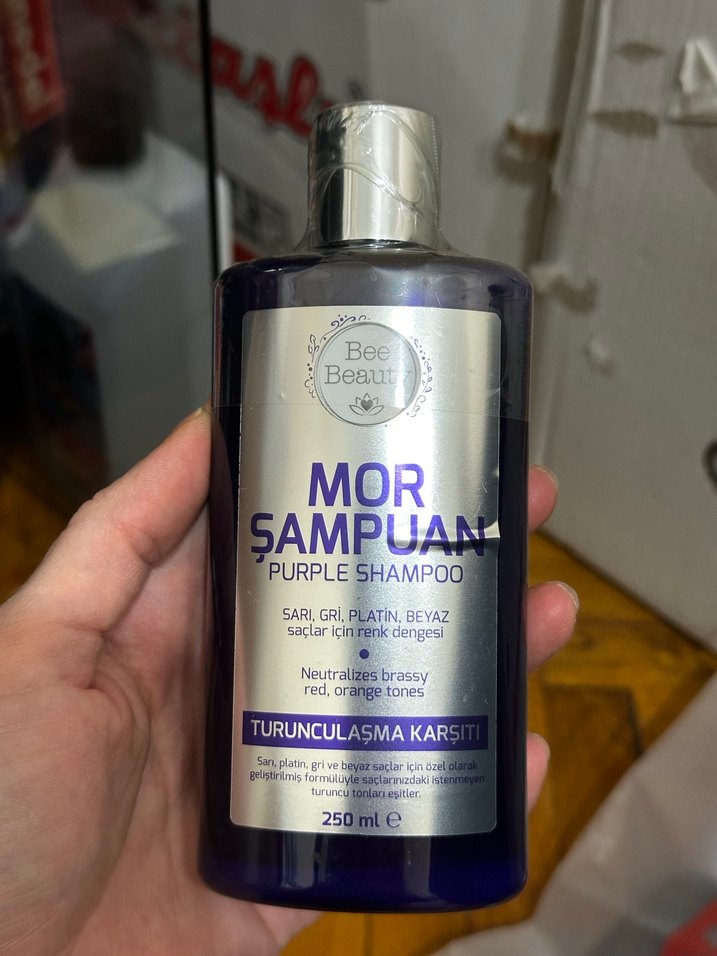 Bee
Beauty
MOR
ŞAMPUAN
PURPLE SHAMPOO
SARI, GRİ, PLATİN, BEYAZ
saçlar için renk dengesi
Neutralizes brassy
red, orange tones
TURUNCULAŞMA KARŞITI
Sarı, platin, gri ve beyaz saçlar için özel olarak
geliştirilmiş formülüyle saçlarınızdaki istenmeyen
turuncu tonları eşitler.
250 ml ℮